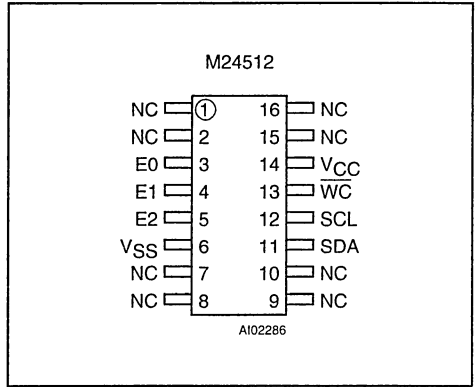 M24512
NC 1 16 NC
NC 2 15 NC
E0 3 14 VCC
E1 4 13 W̅C̅
E2 5 12 SCL
VSS 6 11 SDA
NC 7 10 NC
NC 8 9 NC
AI02286